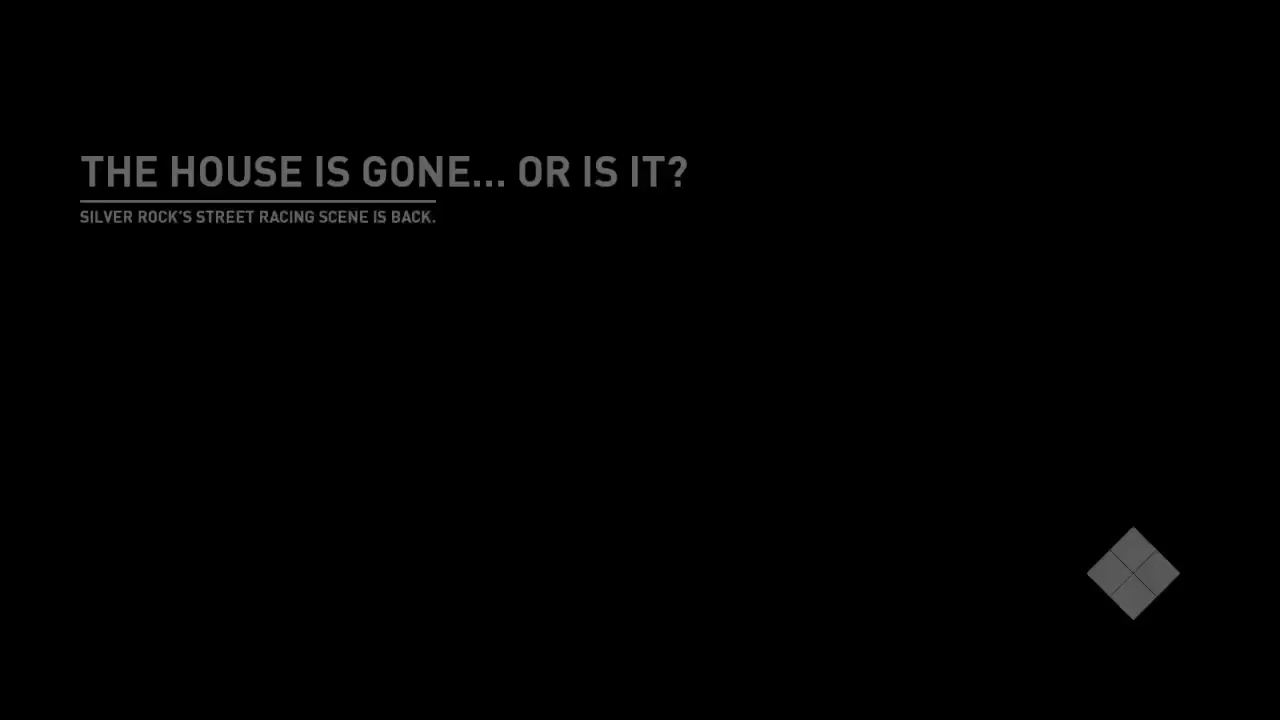 THE HOUSE IS GONE... OR IS IT?
SILVER ROCK'S STREET RACING SCENE IS BACK.